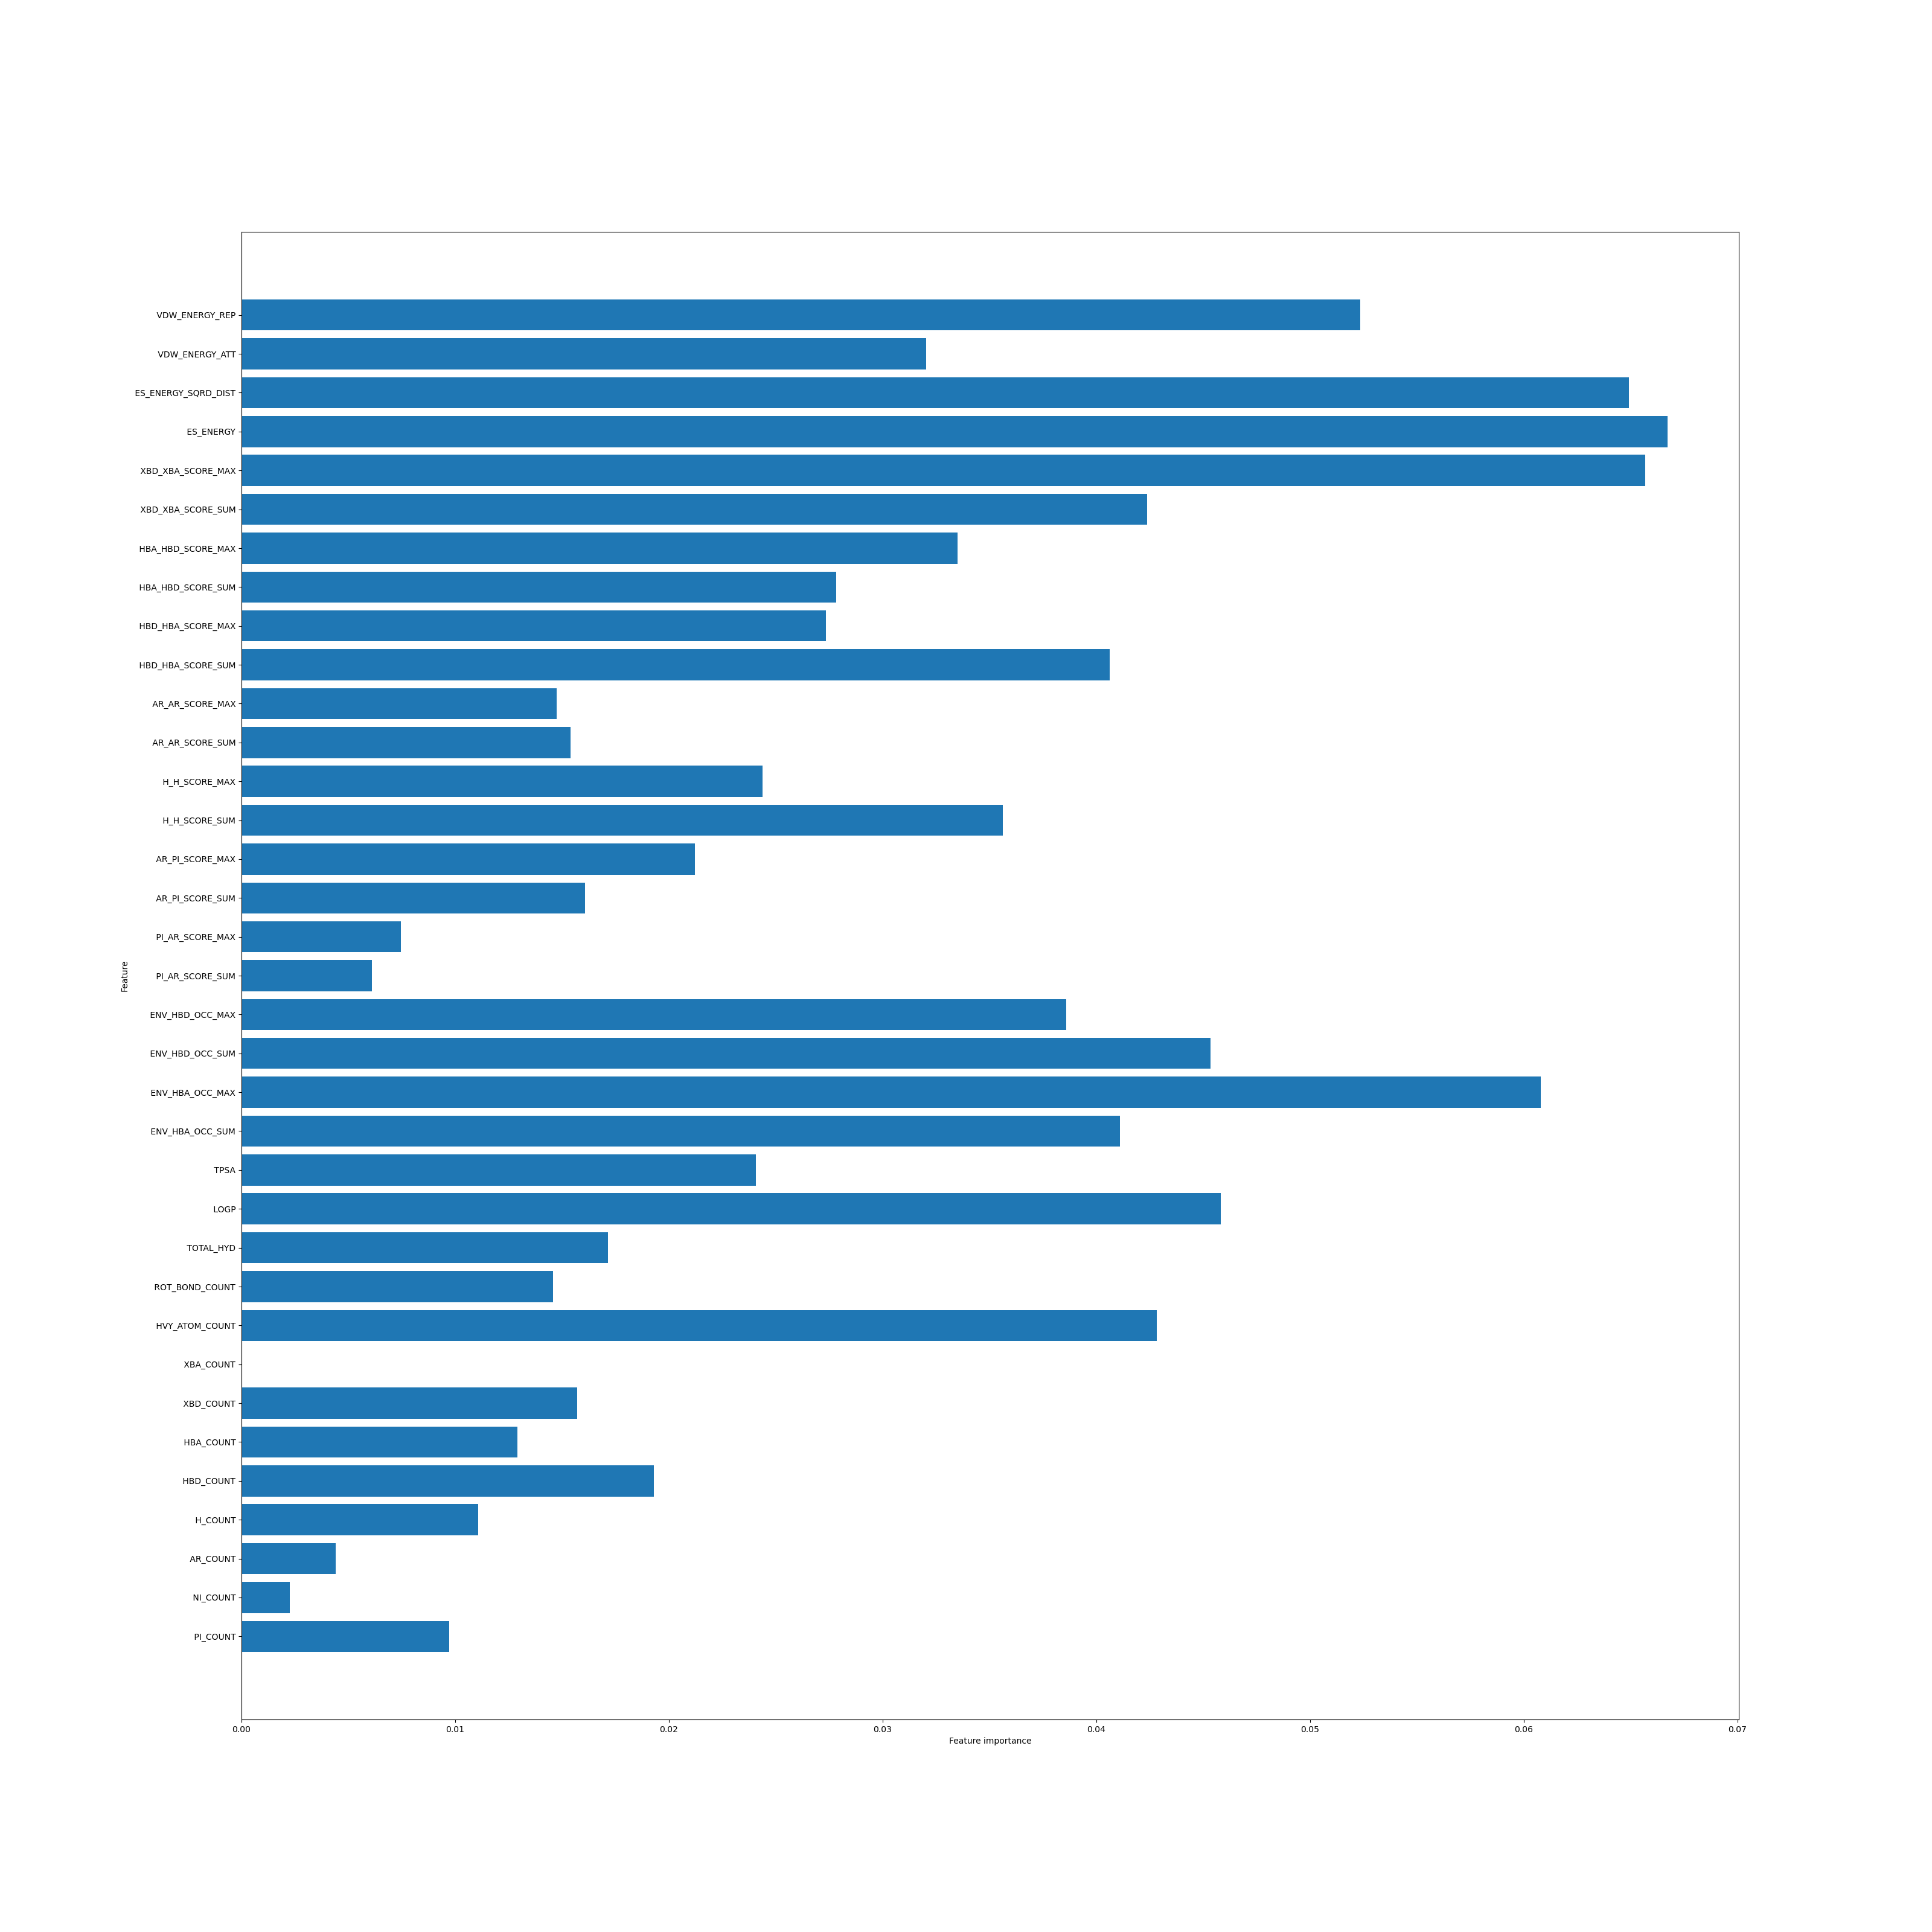 VDW_ENERGY_REP
VDW_ENERGY_ATT
ES_ENERGY_SQRD_DIST
ES_ENERGY
XBD_XBA_SCORE_MAX
XBD_XBA_SCORE_SUM
HBA_HBD_SCORE_MAX
HBA_HBD_SCORE_SUM
HBD_HBA_SCORE_MAX
HBD_HBA_SCORE_SUM
AR_AR_SCORE_MAX
AR_AR_SCORE_SUM
H_H_SCORE_MAX
H_H_SCORE_SUM
AR_PI_SCORE_MAX
AR_PI_SCORE_SUM
PI_AR_SCORE_MAX
PI_AR_SCORE_SUM
ENV_HBD_OCC_MAX
ENV_HBD_OCC_SUM
ENV_HBA_OCC_MAX
ENV_HBA_OCC_SUM
TPSA
LOGP
TOTAL_HYD
ROT_BOND_COUNT
HVY_ATOM_COUNT
XBA_COUNT
XBD_COUNT
HBA_COUNT
HBD_COUNT
H_COUNT
AR_COUNT
NI_COUNT
PI_COUNT
Feature
0.00 0.01 0.02 0.03 0.04 0.05 0.06 0.07
Feature importance